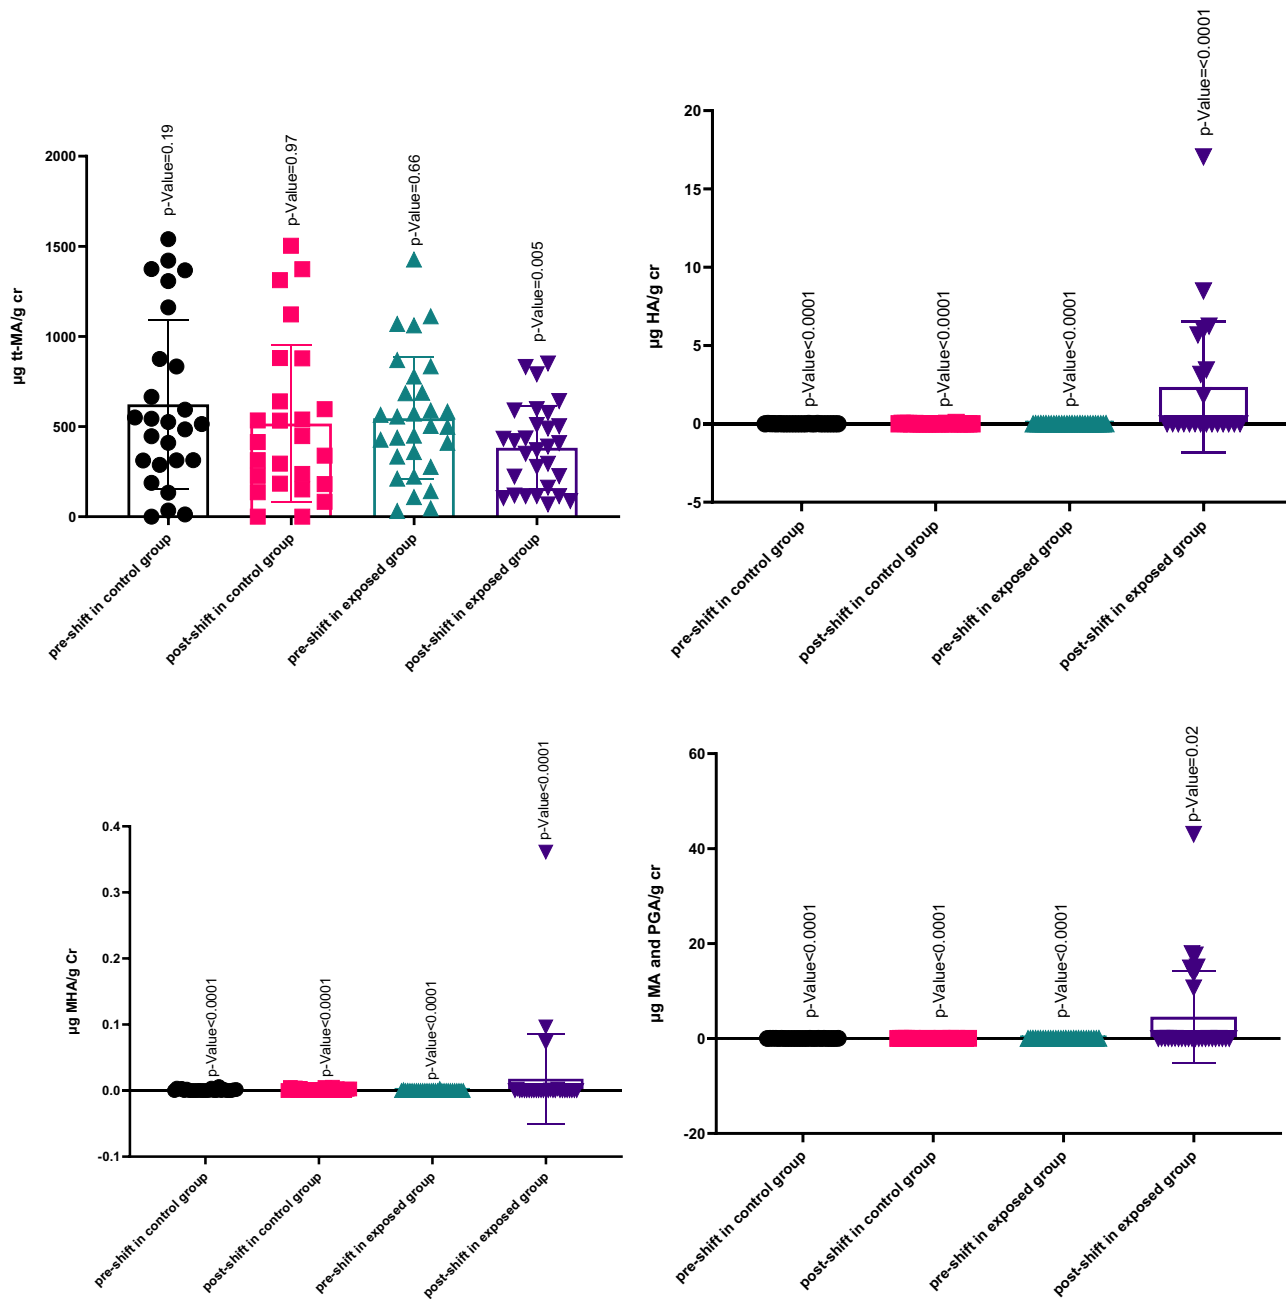 p-Value=0.19
p-Value=0.97
p-Value=0.66
p-Value=0.005
2000
1500
1000
500
0
µg tt-MA/g cr
pre-shift in control group
post-shift in control group
pre-shift in exposed group
post-shift in exposed group
p-Value<0.0001
p-Value<0.0001
p-Value<0.0001
p-Value=<0.0001
20
15
10
5
0
-5
µg HA/g cr
pre-shift in control group
post-shift in control group
pre-shift in exposed group
post-shift in exposed group
p-Value<0.0001
p-Value<0.0001
p-Value<0.0001
p-Value<0.0001
0.4
0.3
0.2
0.1
0.0
-0.1
µg MHA/g Cr
pre-shift in control group
post-shift in control group
pre-shift in exposed group
post-shift in exposed group
p-Value<0.0001
p-Value<0.0001
p-Value<0.0001
p-Value=0.02
60
40
20
0
-20
µg MA and PGA/g cr
pre-shift in control group
post-shift in control group
pre-shift in exposed group
post-shift in exposed group